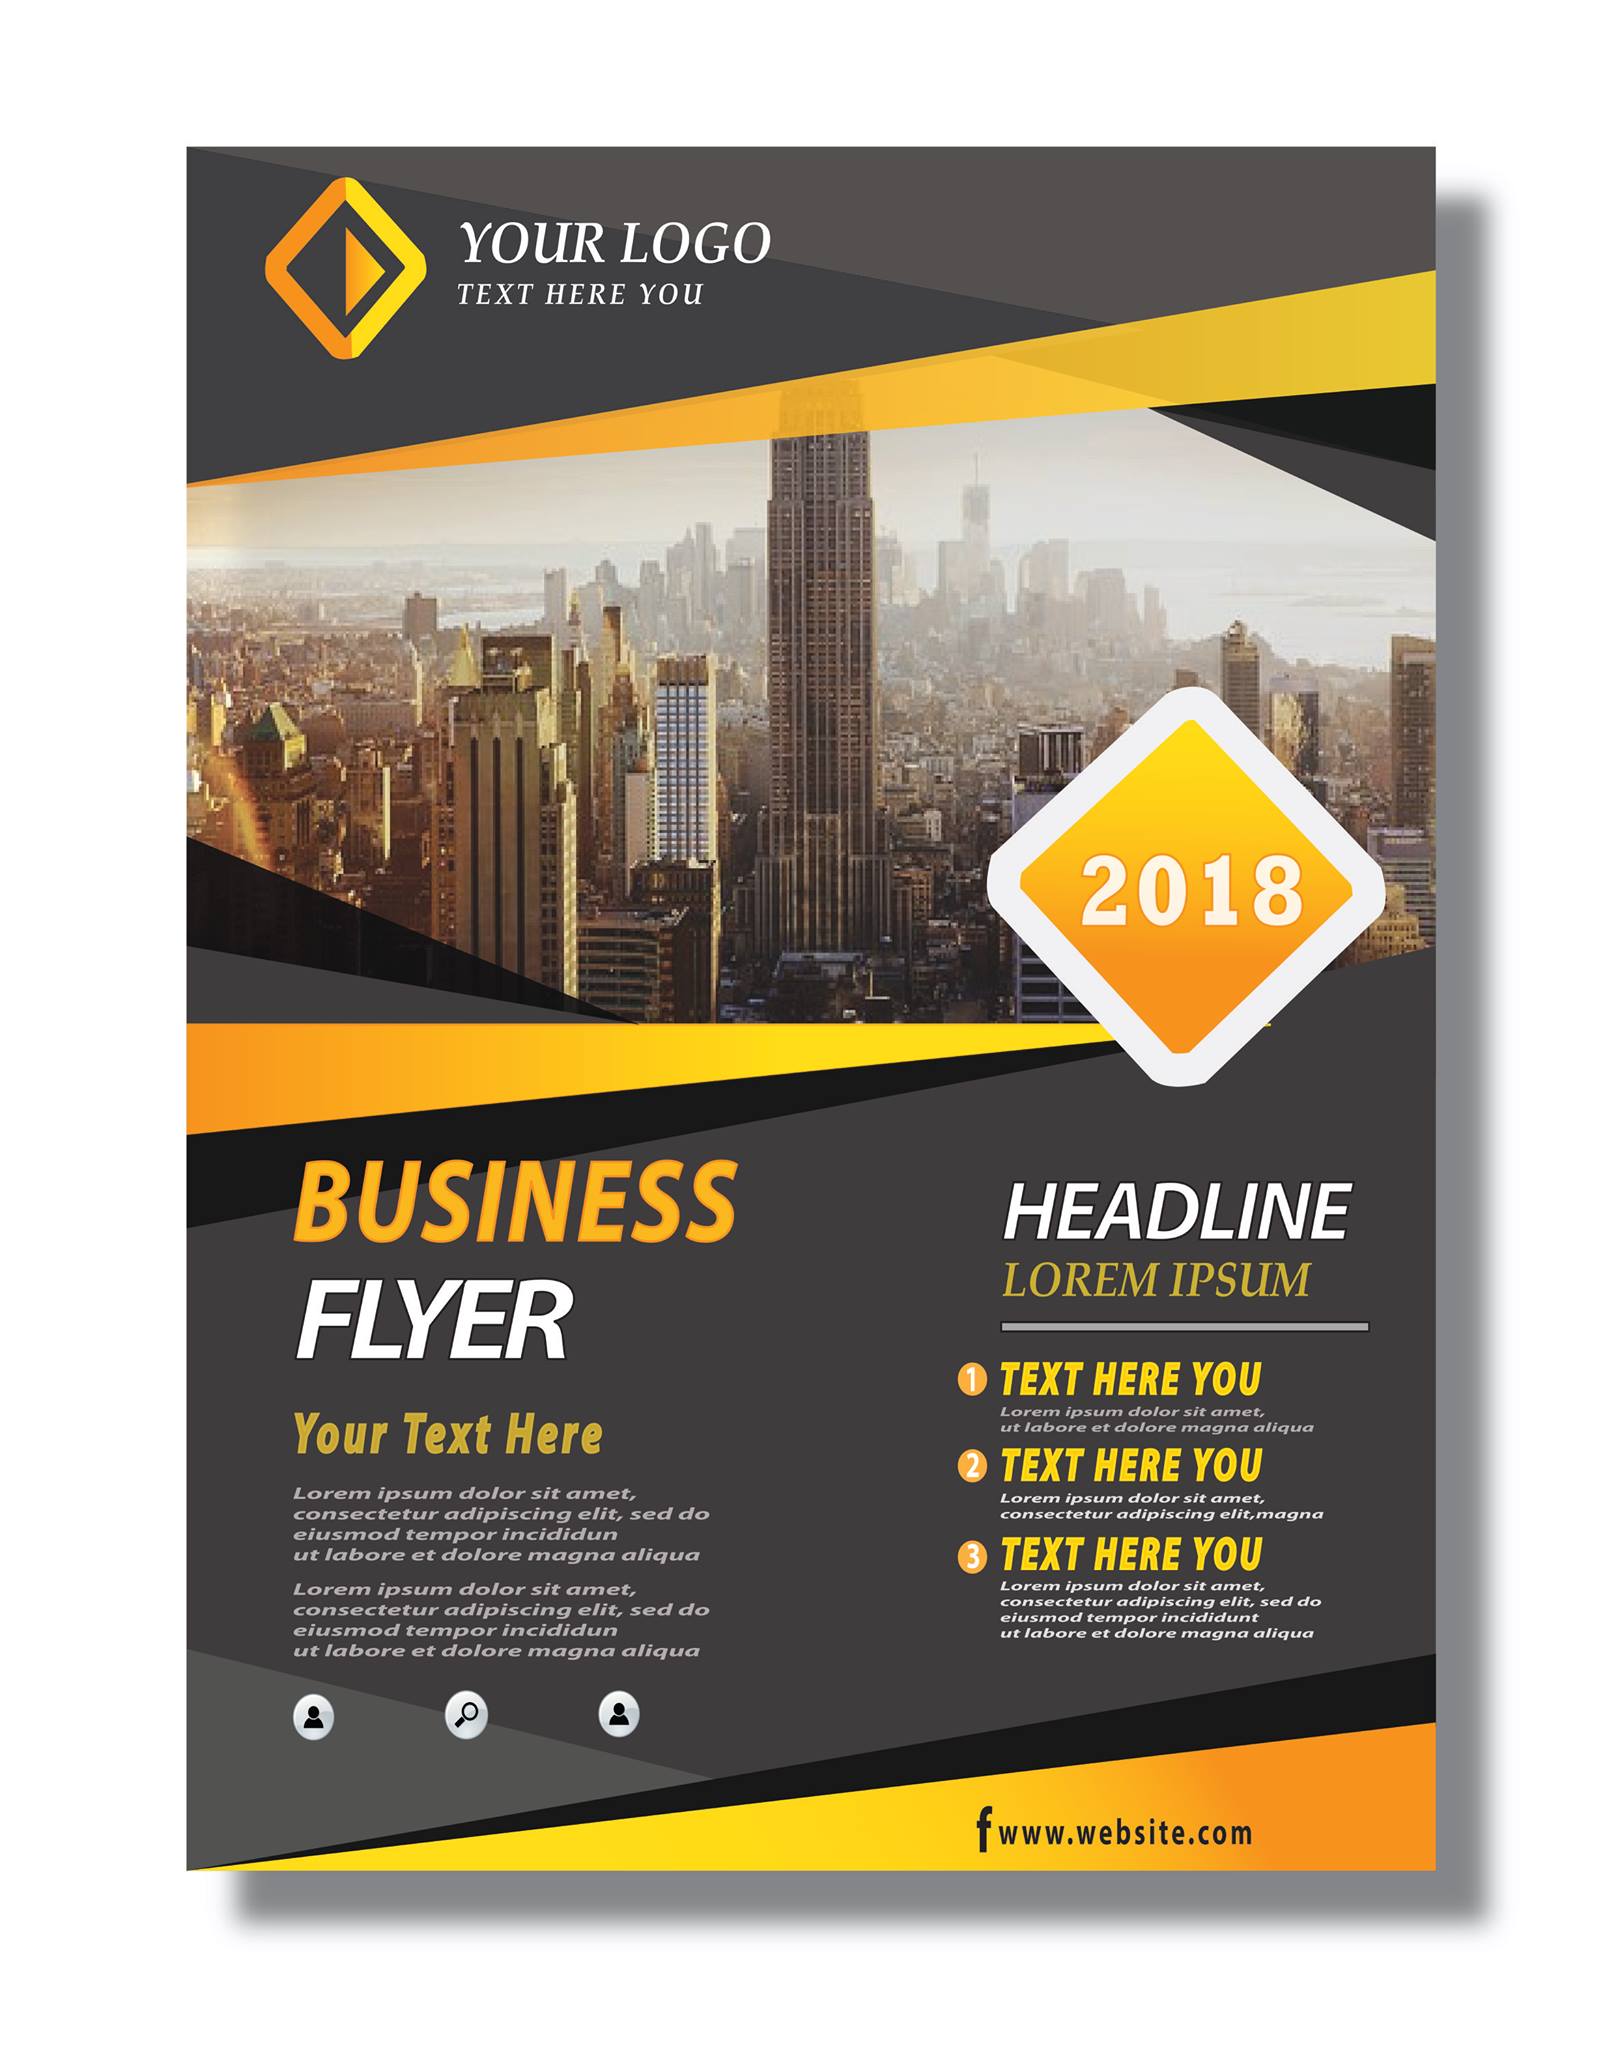 YOUR LOGO
TEXT HERE YOU
2018
BUSINESS
FLYER
Your Text Here
Lorem ipsum dolor sit amet,
consectetur adipiscing elit, sed do
eiusmod tempor incididun
ut labore et dolore magna aliqua
Lorem ipsum dolor sit amet,
consectetur adipiscing elit, sed do
eiusmod tempor incididun
ut labore et dolore magna aliqua
HEADLINE
LOREM IPSUM
1 TEXT HERE YOU
Lorem ipsum dolor sit amet,
ut labore et dolore magna aliqua
2 TEXT HERE YOU
Lorem ipsum dolor sit amet,
consectetur adipiscing elit,magna
3 TEXT HERE YOU
Lorem ipsum dolor sit amet,
consectetur adipiscing elit, sed do
eiusmod tempor incididunt
ut labore et dolore magna aliqua
f www.website.com